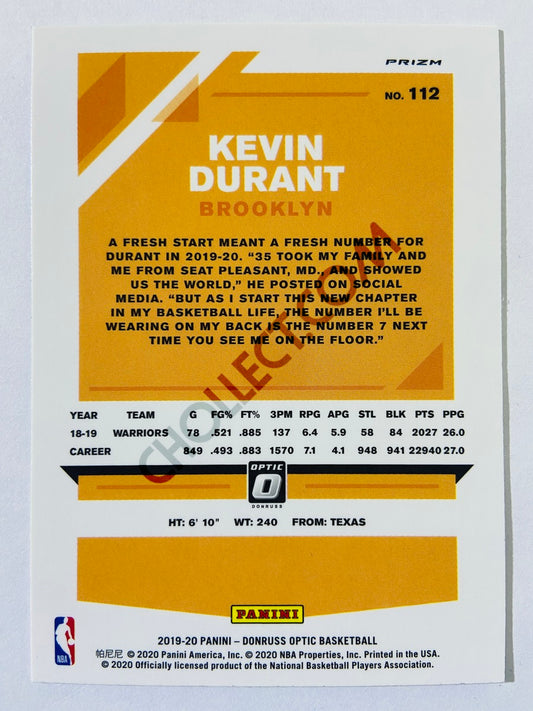 PRIZM
NO. 112
KEVIN
DURANT
BROOKLYN
A FRESH START MEANT A FRESH NUMBER FOR
DURANT IN 2019-20. “35 TOOK MY FAMILY AND
ME FROM SEAT PLEASANT, MD., AND SHOWED
US THE WORLD,” HE POSTED ON SOCIAL
MEDIA. “BUT AS I START THIS NEW CHAPTER
IN MY BASKETBALL LIFE, THE NUMBER I’LL BE
WEARING ON MY BACK IS THE NUMBER 7 NEXT
TIME YOU SEE ME ON THE FLOOR.”
CHOLLECT.COM
YEAR TEAM G FG% FT% 3PM RPG APG STL BLK PTS PPG
18-19 WARRIORS 78 .521 .885 137 6.4 5.9 58 84 2027 26.0
CAREER 849 .493 .883 1570 7.1 4.1 948 941 22940 27.0
OPTIC
O
DONRUSS
HT: 6' 10" WT: 240 FROM: TEXAS
PANINI
2019-20 PANINI – DONRUSS OPTIC BASKETBALL
帕尼尼 © 2020 Panini America, Inc. © 2020 NBA Properties, Inc. Printed in the USA.
© 2020 Officially licensed product of the National Basketball Players Association.
NBA